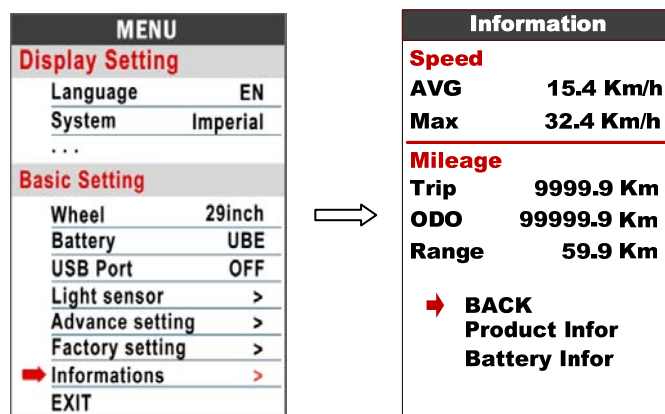 MENU
Display Setting
Language EN
System Imperial
...
Basic Setting
Wheel 29inch
Battery UBE
USB Port OFF
Light sensor >
Advance setting >
Factory setting >
Informations >
EXIT
Information
Speed
AVG 15.4 Km/h
Max 32.4 Km/h
Mileage
Trip 9999.9 Km
ODO 99999.9 Km
Range 59.9 Km
BACK
Product Infor
Battery Infor